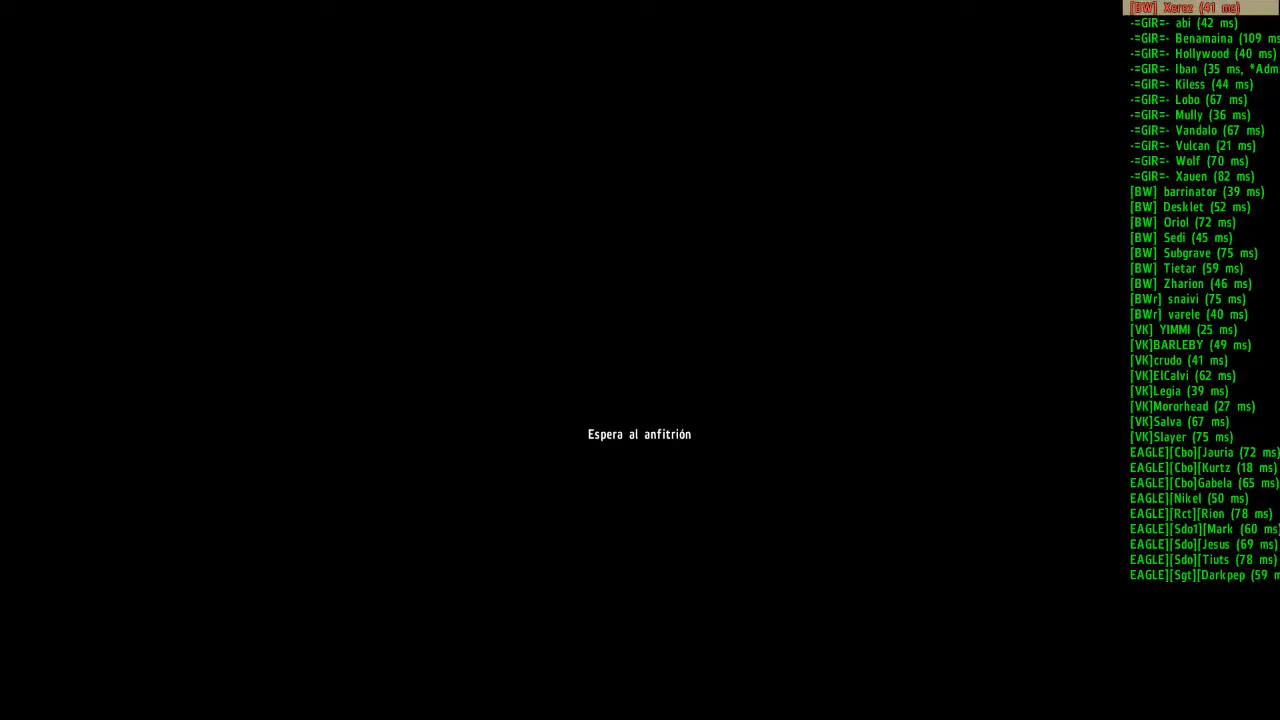 [BW] Xerez (41 ms)
-=GIR=- abi (42 ms)
-=GIR=- Benamaina (109 ms
-=GIR=- Hollywood (40 ms)
-=GIR=- Iban (35 ms, *Adm
-=GIR=- Kiless (44 ms)
-=GIR=- Lobo (67 ms)
-=GIR=- Mully (36 ms)
-=GIR=- Vandalo (67 ms)
-=GIR=- Vulcan (21 ms)
-=GIR=- Wolf (70 ms)
-=GIR=- Xauen (82 ms)
[BW] barrinator (39 ms)
[BW] Desklet (52 ms)
[BW] Oriol (72 ms)
[BW] Sedi (45 ms)
[BW] Subgrave (75 ms)
[BW] Tietar (59 ms)
[BW] Zharion (46 ms)
[BWr] snaivi (75 ms)
[BWr] varele (40 ms)
[VK] YIMMI (25 ms)
[VK]BARLEBY (49 ms)
[VK]crudo (41 ms)
[VK]ElCalvi (62 ms)
[VK]Legia (39 ms)
[VK]Mororhead (27 ms)
[VK]Salva (67 ms)
Espera al anfitrión
[VK]Slayer (75 ms)
EAGLE][Cbo][Jauria (72 ms)
EAGLE][Cbo][Kurtz (18 ms)
EAGLE][Cbo]Gabela (65 ms)
EAGLE][Nikel (50 ms)
EAGLE][Rct][Rion (78 ms)
EAGLE][Sdo1][Mark (60 ms)
EAGLE][Sdo][Jesus (69 ms)
EAGLE][Sdo][Tiuts (78 ms)
EAGLE][Sgt][Darkpep (59 m